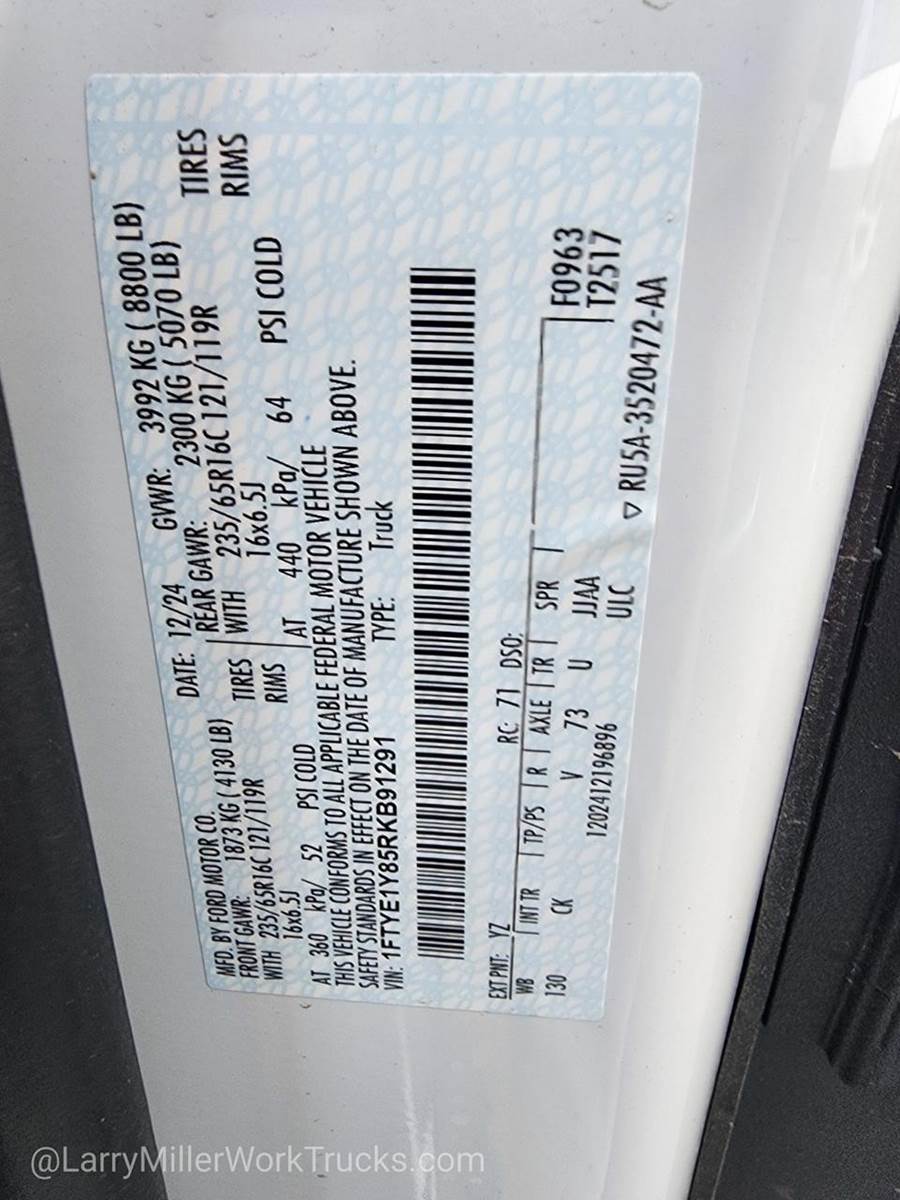 MFD. BY FORD MOTOR CO. DATE: 12/24 GVWR: 3992 KG ( 8800 LB)
FRONT GAWR: 1873 KG ( 4130 LB) REAR GAWR: 2300 KG ( 5070 LB)
WITH 235/65R16C 121/119R TIRES WITH 235/65R16C 121/119R TIRES
16x6.5J RIMS 16x6.5J RIMS
AT 360 kPa/ 52 PSI COLD AT 440 kPa/ 64 PSI COLD
THIS VEHICLE CONFORMS TO ALL APPLICABLE FEDERAL MOTOR VEHICLE
SAFETY STANDARDS IN EFFECT ON THE DATE OF MANUFACTURE SHOWN ABOVE.
VIN: 1FTYE1Y85RKB91291 TYPE: Truck
EXT PNT: YZ RC: 71 DSO:
WB INT TR TP/PS R AXLE TR SPR F0963
130 CK V 73 U JJAA T2517
1202412196896 ULC
▽ RU5A-3520472-AA
@LarryMillerWorkTrucks.com